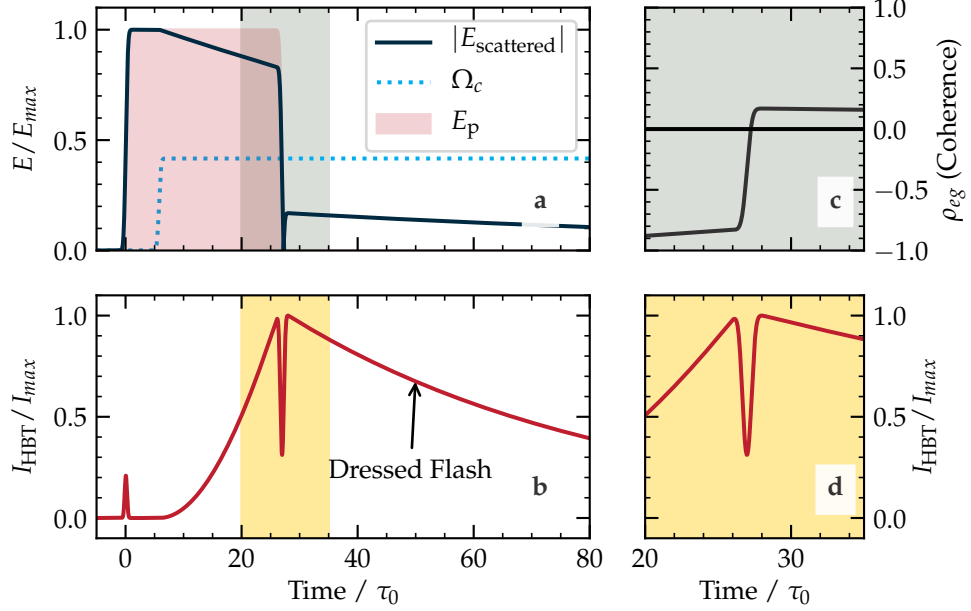 1.0
0.5
0.0
E/E_max
|E_scattered|
Ω_c
E_p
a
1.0
0.5
0.0
−0.5
−1.0
ρ_eg (Coherence)
c
1.0
0.5
0.0
I_HBT/I_max
Dressed Flash
b
0
20
40
60
80
Time / τ_0
1.0
0.5
0.0
I_HBT/I_max
d
20
30
Time / τ_0